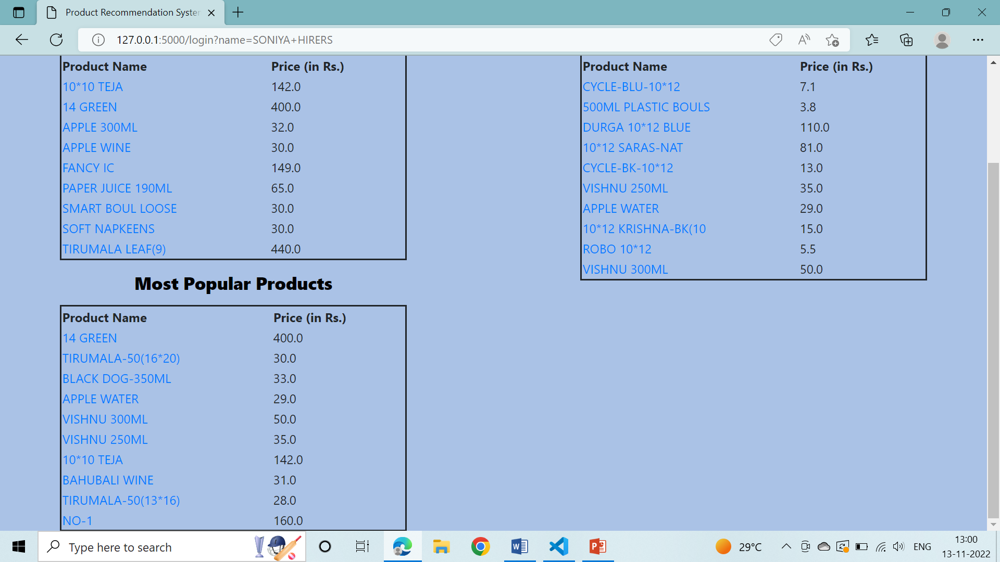 Product Recommendation Syste
127.0.0.1:5000/login?name=SONIYA+HIRERS
Product Name Price (in Rs.)
10*10 TEJA 142.0
14 GREEN 400.0
APPLE 300ML 32.0
APPLE WINE 30.0
FANCY IC 149.0
PAPER JUICE 190ML 65.0
SMART BOUL LOOSE 30.0
SOFT NAPKEENS 30.0
TIRUMALA LEAF(9) 440.0
Product Name Price (in Rs.)
CYCLE-BLU-10*12 7.1
500ML PLASTIC BOULS 3.8
DURGA 10*12 BLUE 110.0
10*12 SARAS-NAT 81.0
CYCLE-BK-10*12 13.0
VISHNU 250ML 35.0
APPLE WATER 29.0
10*12 KRISHNA-BK(10 15.0
ROBO 10*12 5.5
VISHNU 300ML 50.0
Most Popular Products
Product Name Price (in Rs.)
14 GREEN 400.0
TIRUMALA-50(16*20) 30.0
BLACK DOG-350ML 33.0
APPLE WATER 29.0
VISHNU 300ML 50.0
VISHNU 250ML 35.0
10*10 TEJA 142.0
BAHUBALI WINE 31.0
TIRUMALA-50(13*16) 28.0
NO-1 160.0
Type here to search
29°C
ENG
13:00
13-11-2022